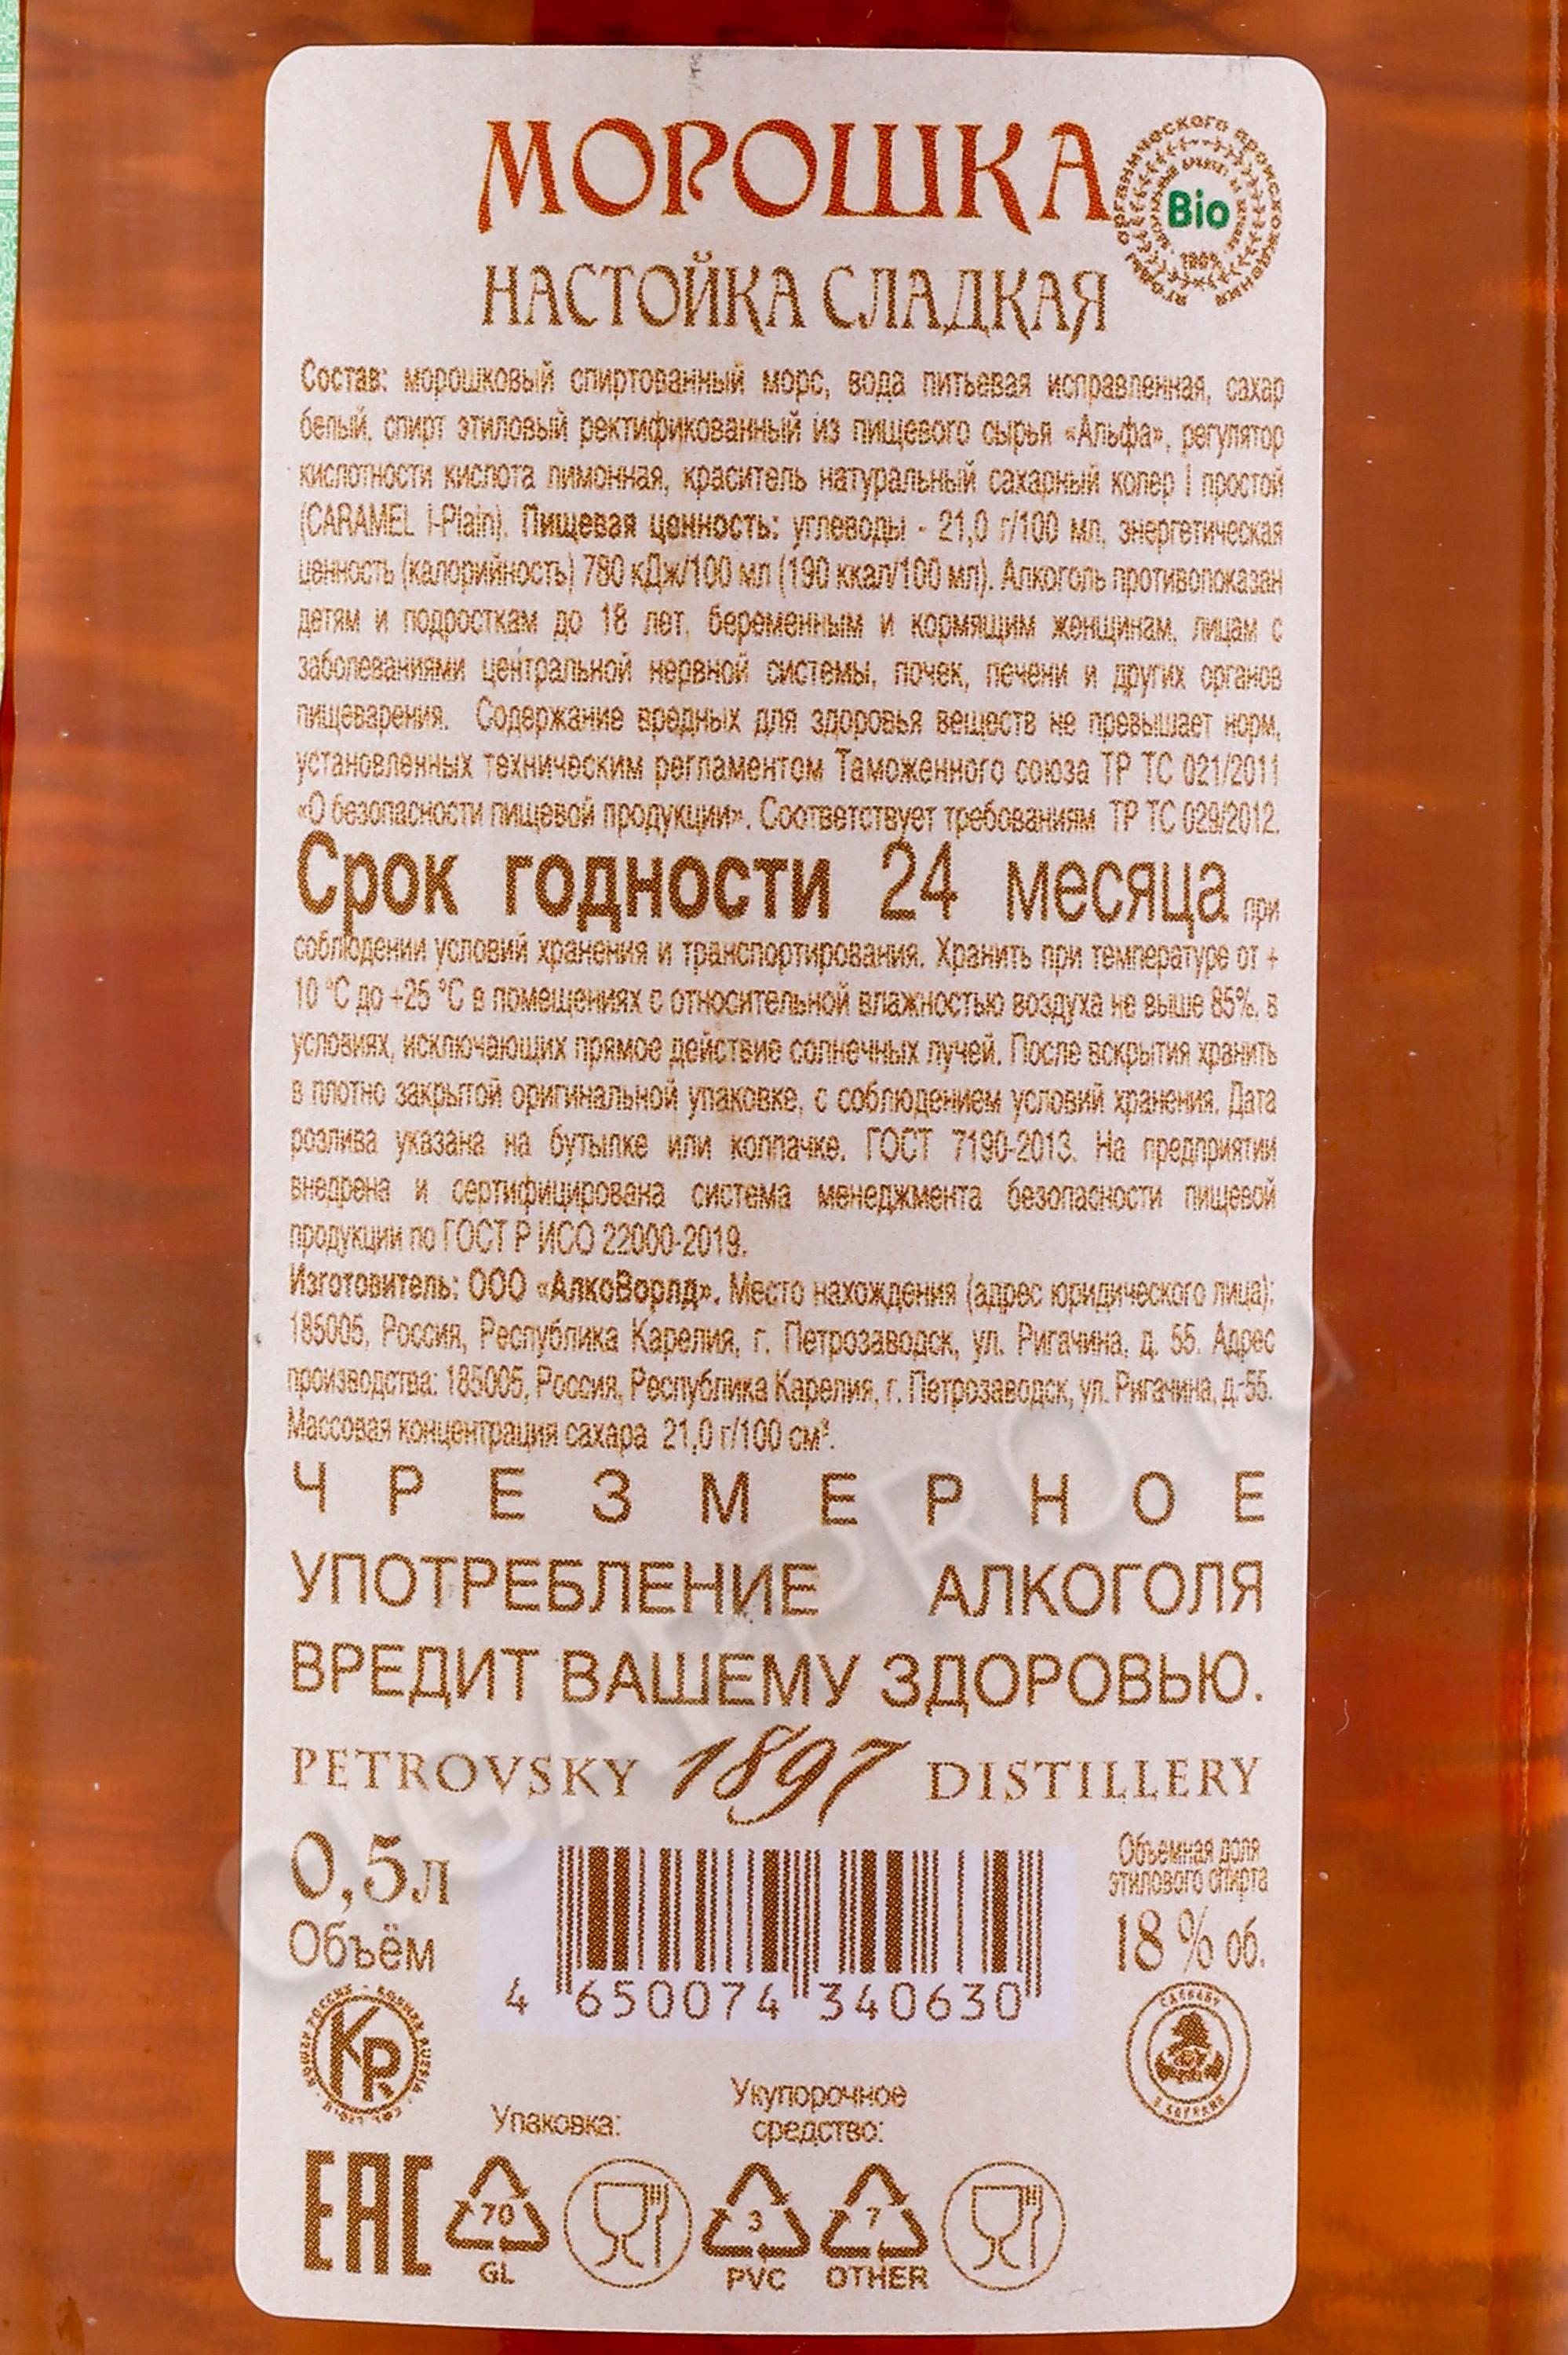 МОРОШКА
Bio
НАСТОЙКА СЛАДКАЯ
Состав: морошковый спиртованный морс, вода питьевая исправленная, сахар
белый, спирт этиловый ректификованный из пищевого сырья «Альфа», регулятор
кислотности кислота лимонная, краситель натуральный сахарный колер I простой
(CARAMEL I-Plain). Пищевая ценность: углеводы - 21,0 г/100 мл, энергетическая
ценность (калорийность) 780 кДж/100 мл (190 ккал/100 мл). Алкоголь противопоказан
детям и подросткам до 18 лет, беременным и кормящим женщинам, лицам с
заболеваниями центральной нервной системы, почек, печени и других органов
пищеварения. Содержание вредных для здоровья веществ не превышает норм,
установленных техническим регламентом Таможенного союза ТР ТС 021/2011
«О безопасности пищевой продукции». Соответствует требованиям ТР ТС 029/2012.
Срок годности 24 месяца при
соблюдении условий хранения и транспортирования. Хранить при температуре от +
10 °С до +25 °С в помещениях с относительной влажностью воздуха не выше 85%, в
условиях, исключающих прямое действие солнечных лучей. После вскрытия хранить
в плотно закрытой оригинальной упаковке, с соблюдением условий хранения. Дата
розлива указана на бутылке или колпачке. ГОСТ 7190-2013. На предприятии
внедрена и сертифицирована система менеджмента безопасности пищевой
продукции по ГОСТ Р ИСО 22000-2019.
Изготовитель: ООО «АлкоВорлд». Место нахождения (адрес юридического лица):
185005, Россия, Республика Карелия, г. Петрозаводск, ул. Ригачина, д. 55. Адрес
производства: 185005, Россия, Республика Карелия, г. Петрозаводск, ул. Ригачина, д. 55.
Массовая концентрация сахара 21,0 г/100 см³.
ЧРЕЗМЕРНОЕ
УПОТРЕБЛЕНИЕ АЛКОГОЛЯ
ВРЕДИТ ВАШЕМУ ЗДОРОВЬЮ.
PETROVSKY 1897 DISTILLERY
0,5л
Объём
4 650074 340630
Объемная доля
этилового спирта
18 % об.
KR
Упаковка:
Укупорочное
средство:
EAC
70
GL
3
PVC
7
OTHER